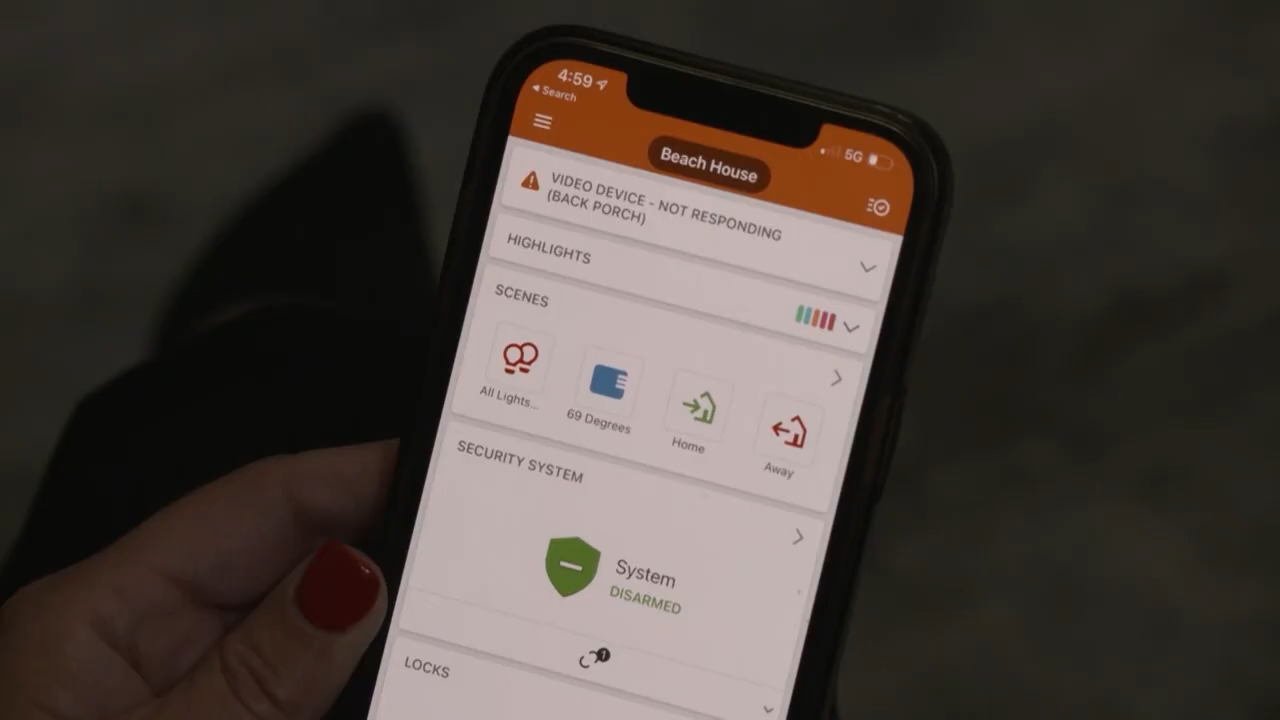 4:59
Search
5G
Beach House
VIDEO DEVICE - NOT RESPONDING
(BACK PORCH)
HIGHLIGHTS
SCENES
All Lights...
69 Degrees
Home
Away
SECURITY SYSTEM
System
DISARMED
1
LOCKS